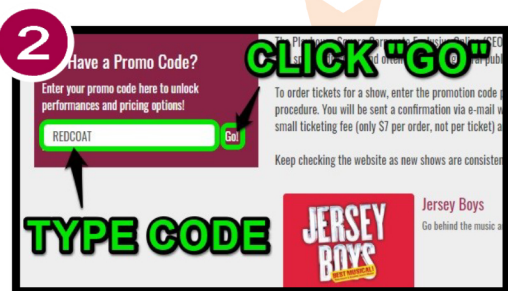 2
Have a Promo Code?
Enter your promo code here to unlock
performances and pricing options!
REDCOAT
Go!
CLICK "GO"
TYPE CODE
To order tickets for a show, enter the promotion code
procedure. You will be sent a confirmation via e-mail
small ticketing fee (only $7 per order, not per ticket)
Keep checking the website as new shows are
JERSEY
BOYS
BEST MUSICAL!
Jersey Boys
Go behind the music